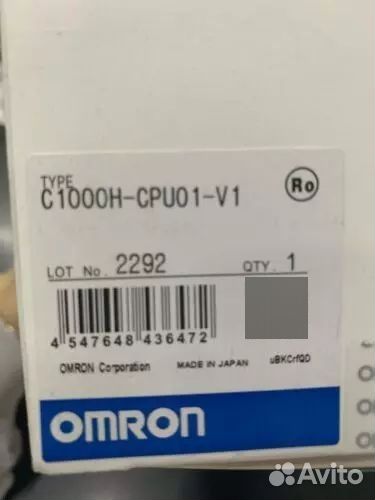 TYPE
C1000H-CPU01-V1
Ro
LOT No. 2292
QTY. 1
4 547648 436472
OMRON Corporation
MADE IN JAPAN
uBKCrfQD
OMRON
Avito